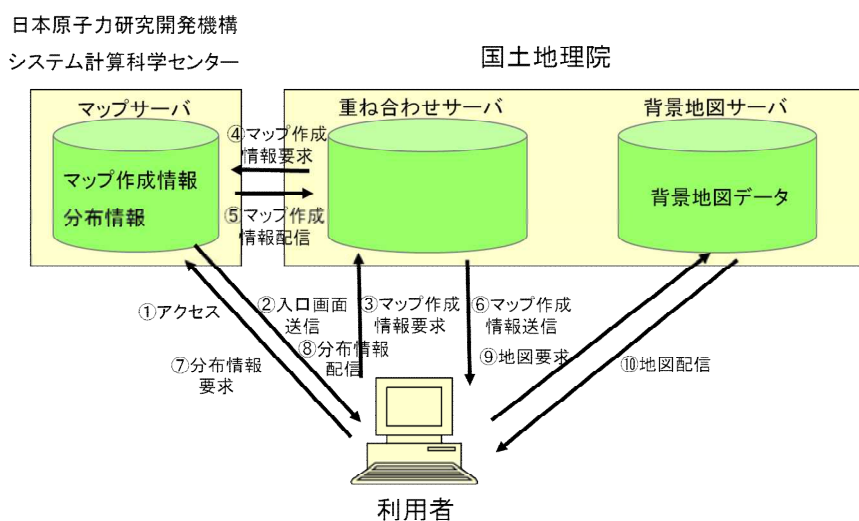 日本原子力研究開発機構
システム計算科学センター
国土地理院
マップサーバ
重ね合わせサーバ
背景地図サーバ
マップ作成情報
分布情報
④マップ作成
情報要求
⑤マップ作成
情報配信
背景地図データ
①アクセス
②入口画面
送信
③マップ作成
情報要求
⑥マップ作成
情報送信
⑦分布情報
要求
⑧分布情報
配信
⑨地図要求
⑩地図配信
利用者